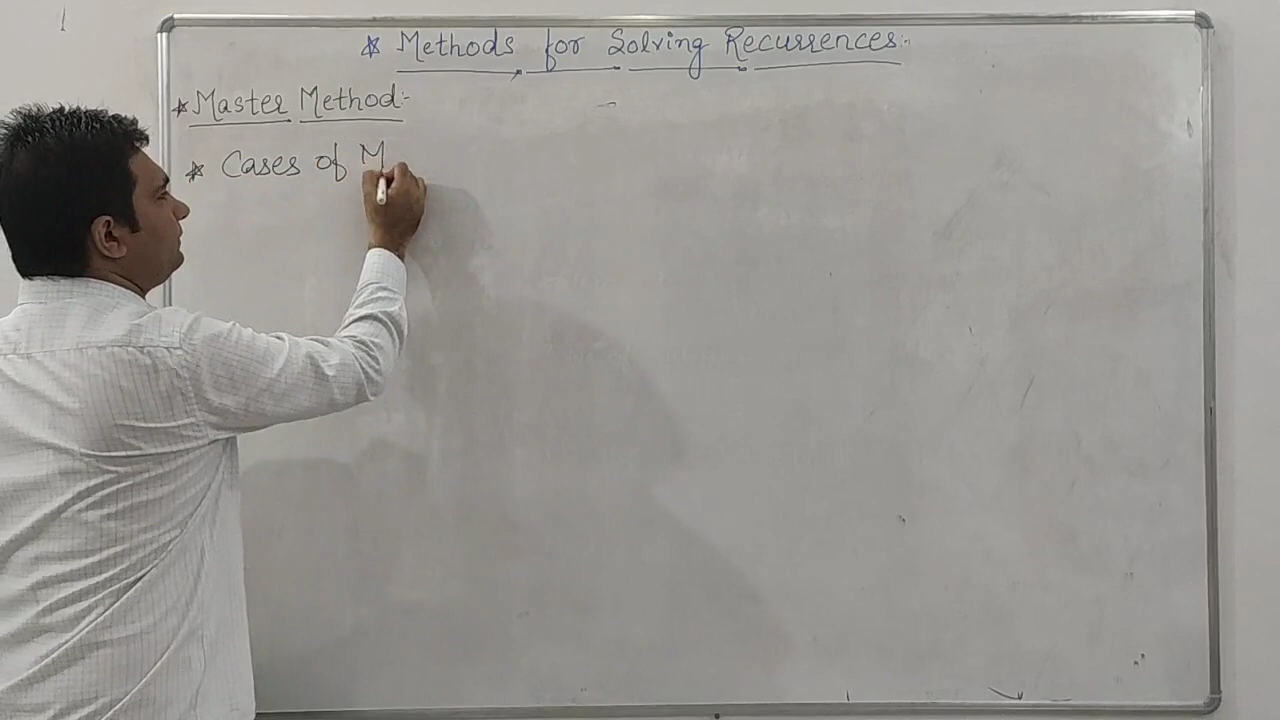 * Methods for Solving Recurrences:-
* Master Method:-
* Cases of M